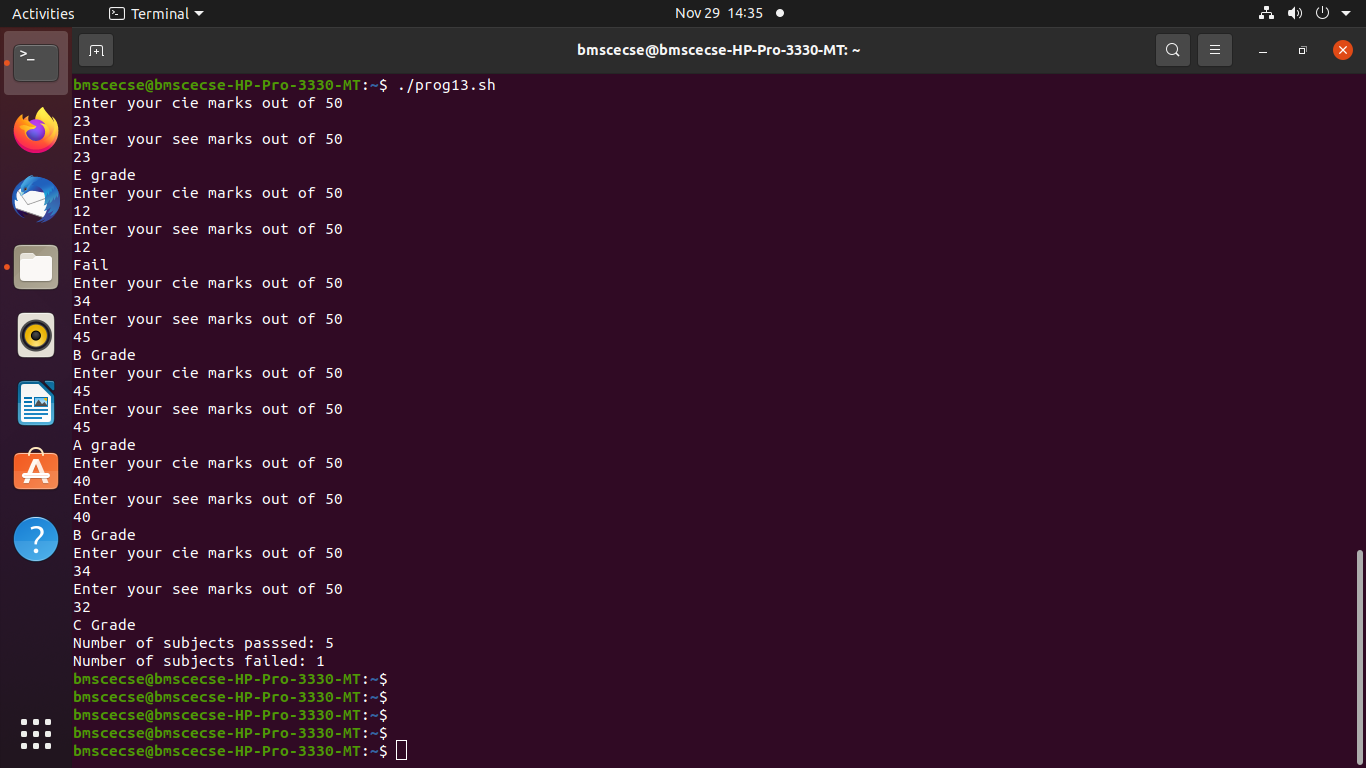 Activities Terminal Nov 29 14:35
bmscecse@bmscecse-HP-Pro-3330-MT: ~
bmscecse@bmscecse-HP-Pro-3330-MT:~$ ./prog13.sh
Enter your cie marks out of 50
23
Enter your see marks out of 50
23
E grade
Enter your cie marks out of 50
12
Enter your see marks out of 50
12
Fail
Enter your cie marks out of 50
34
Enter your see marks out of 50
45
B Grade
Enter your cie marks out of 50
45
Enter your see marks out of 50
45
A grade
Enter your cie marks out of 50
40
Enter your see marks out of 50
40
B Grade
Enter your cie marks out of 50
34
Enter your see marks out of 50
32
C Grade
Number of subjects passsed: 5
Number of subjects failed: 1
bmscecse@bmscecse-HP-Pro-3330-MT:~$
bmscecse@bmscecse-HP-Pro-3330-MT:~$
bmscecse@bmscecse-HP-Pro-3330-MT:~$
bmscecse@bmscecse-HP-Pro-3330-MT:~$
bmscecse@bmscecse-HP-Pro-3330-MT:~$